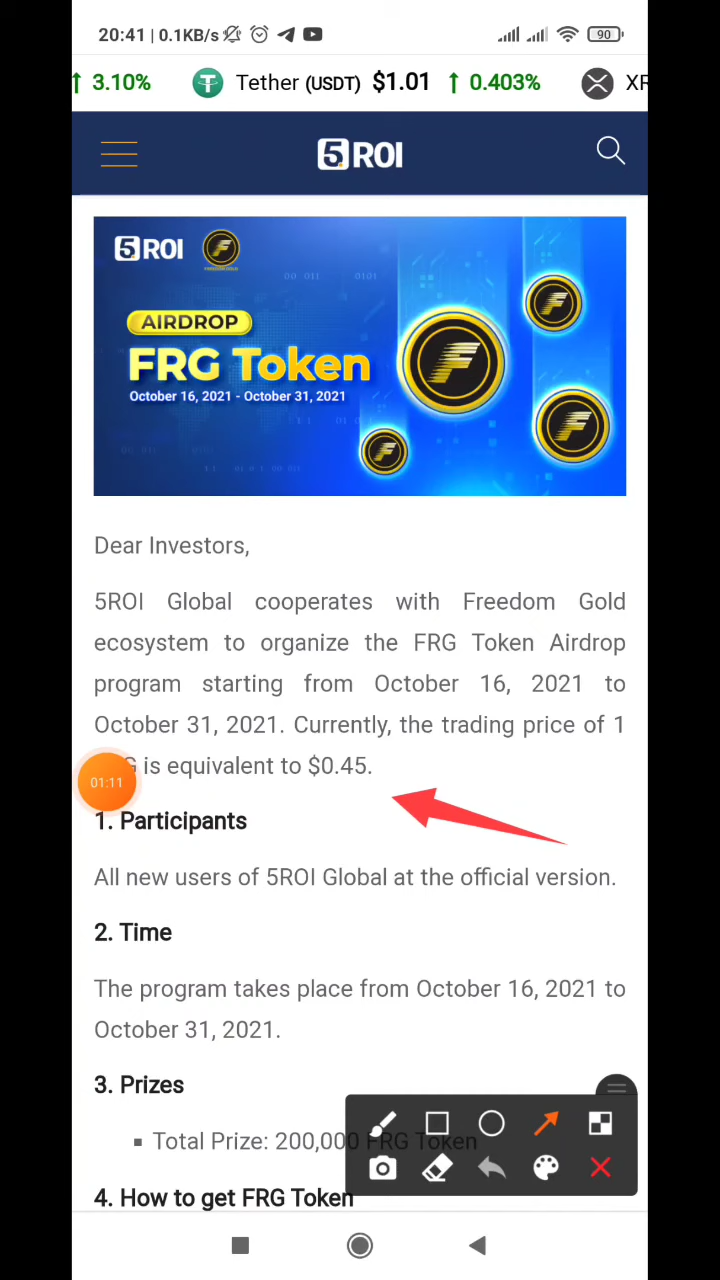 20:41 | 0.1KB/s 90
3.10% Tether (USDT) $1.01 0.403% XR
5ROI
5ROI
FREEDOM GOLD
AIRDROP
FRG Token
October 16, 2021 - October 31, 2021
Dear Investors,
5ROI Global cooperates with Freedom Gold
ecosystem to organize the FRG Token Airdrop
program starting from October 16, 2021 to
October 31, 2021. Currently, the trading price of 1
G is equivalent to $0.45.
01:11
1. Participants
All new users of 5ROI Global at the official version.
2. Time
The program takes place from October 16, 2021 to
October 31, 2021.
3. Prizes
▪ Total Prize: 200,000 FRG Token
4. How to get FRG Token